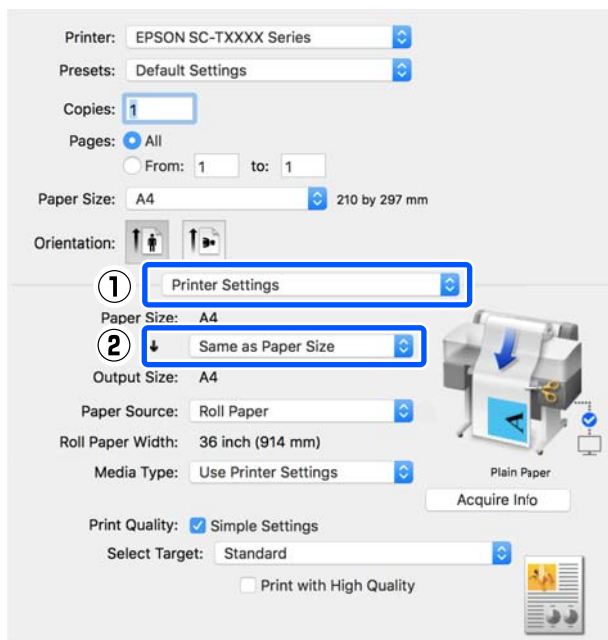 Printer: EPSON SC-TXXXX Series
Presets: Default Settings
Copies: 1
Pages: All
From: 1 to: 1
Paper Size: A4 210 by 297 mm
Orientation:
① Printer Settings
Paper Size: A4
② Same as Paper Size
Output Size: A4
Paper Source: Roll Paper
Roll Paper Width: 36 inch (914 mm)
Media Type: Use Printer Settings
Plain Paper
Acquire Info
Print Quality: Simple Settings
Select Target: Standard
Print with High Quality
A